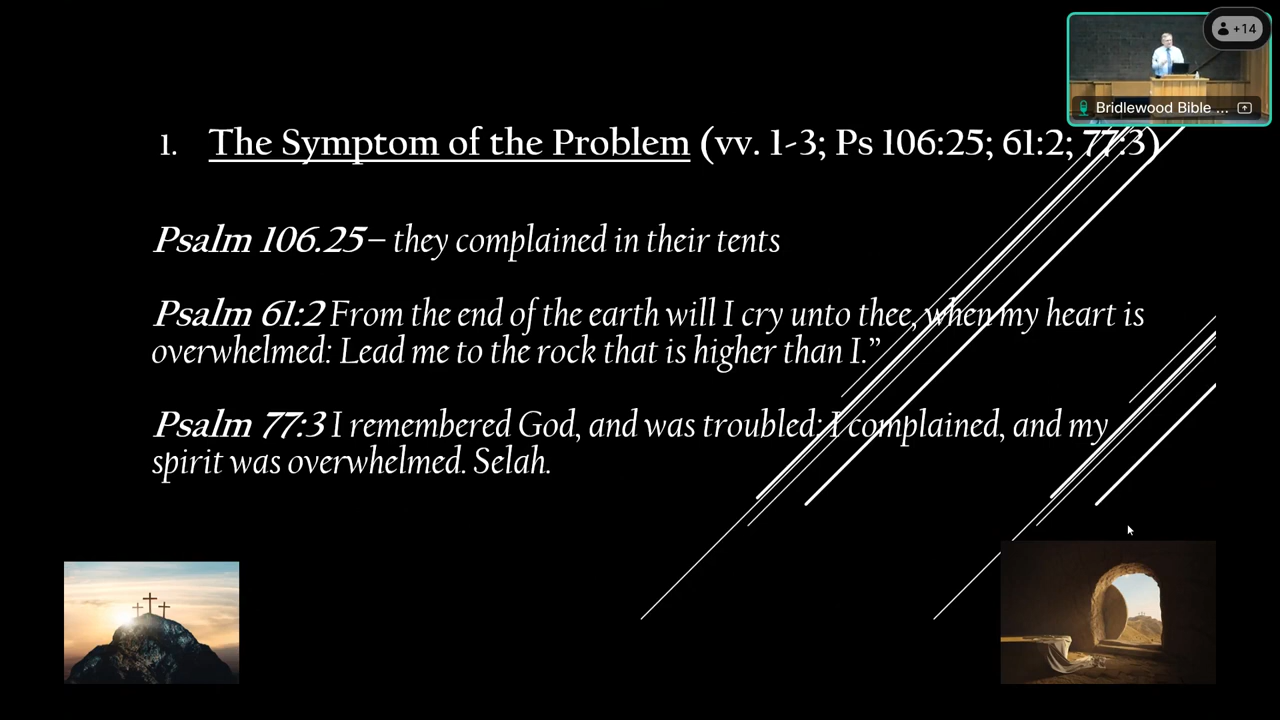 +14
Bridlewood Bible ...
1. The Symptom of the Problem (vv. 1-3; Ps 106:25; 61:2; 77:3)
Psalm 106.25 – they complained in their tents
Psalm 61:2 From the end of the earth will I cry unto thee, when my heart is
overwhelmed: Lead me to the rock that is higher than I.”
Psalm 77:3 I remembered God, and was troubled: I complained, and my
spirit was overwhelmed. Selah.